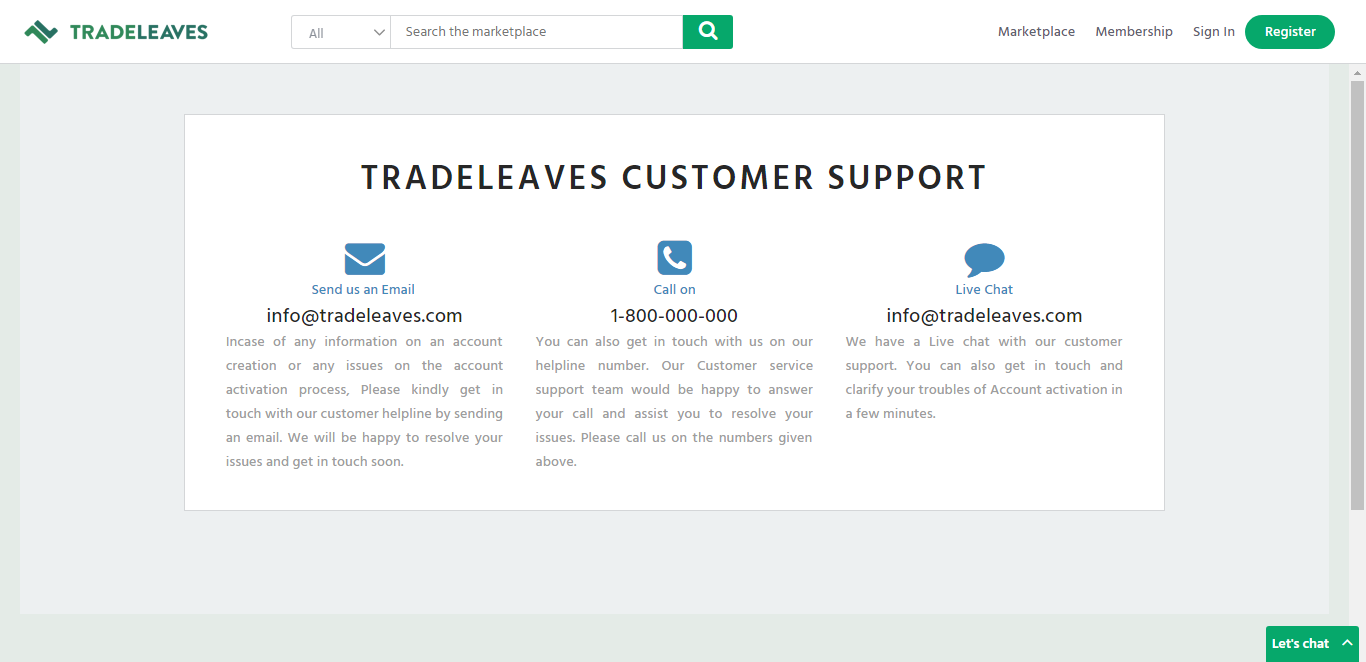 TRADELEAVES
All
Search the marketplace
Marketplace
Membership
Sign In
Register
TRADELEAVES CUSTOMER SUPPORT
Send us an Email
info@tradeleaves.com
Incase of any information on an account
creation or any issues on the account
activation process, Please kindly get in
touch with our customer helpline by sending
an email. We will be happy to resolve your
issues and get in touch soon.
Call on
1-800-000-000
You can also get in touch with us on our
helpline number. Our Customer service
support team would be happy to answer
your call and assist you to resolve your
issues. Please call us on the numbers given
above.
Live Chat
info@tradeleaves.com
We have a Live chat with our customer
support. You can also get in touch and
clarify your troubles of Account activation in
a few minutes.
Let's chat